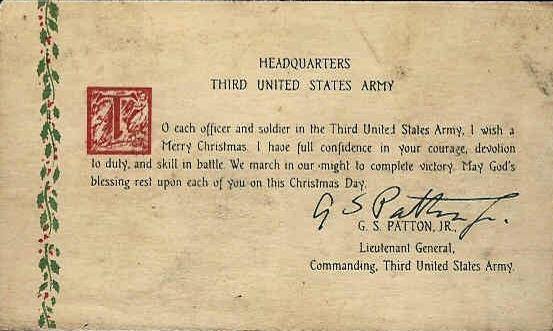 HEADQUARTERS
THIRD UNITED STATES ARMY
TO each officer and soldier in the Third United States Army, I wish a
Merry Christmas. I have full confidence in your courage, devotion
to duty, and skill in battle. We march in our might to complete victory. May God's
blessing rest upon each of you on this Christmas Day.
G S Patton Jr.
G. S. PATTON, JR.,
Lieutenant General,
Commanding, Third United States Army.